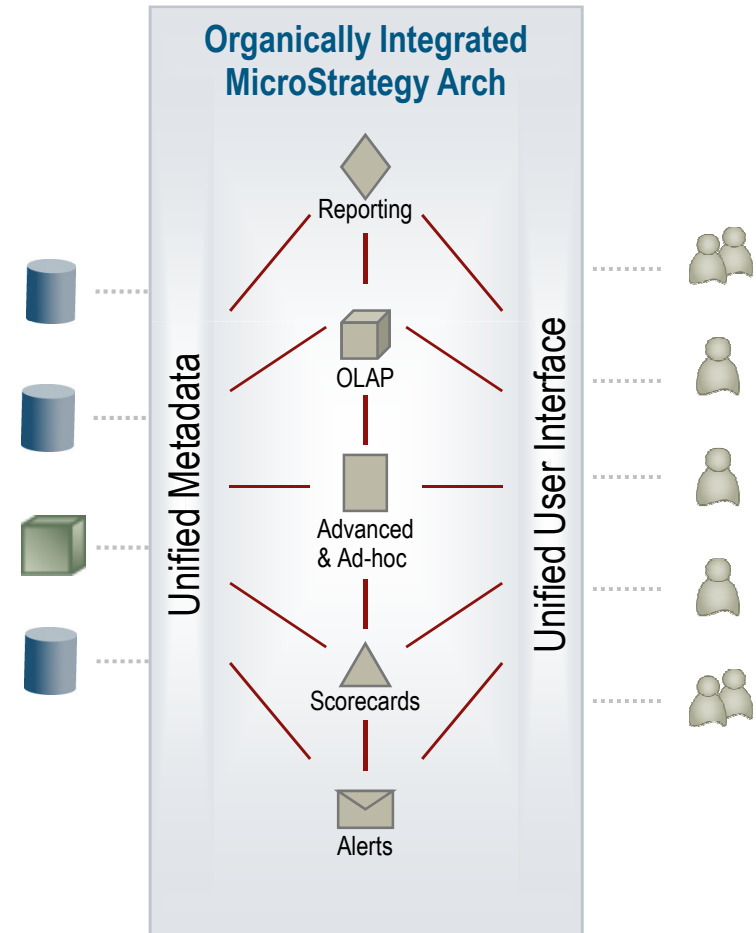 Organically Integrated
MicroStrategy Arch
Reporting
OLAP
Unified Metadata
Unified User Interface
Advanced
& Ad-hoc
Scorecards
Alerts